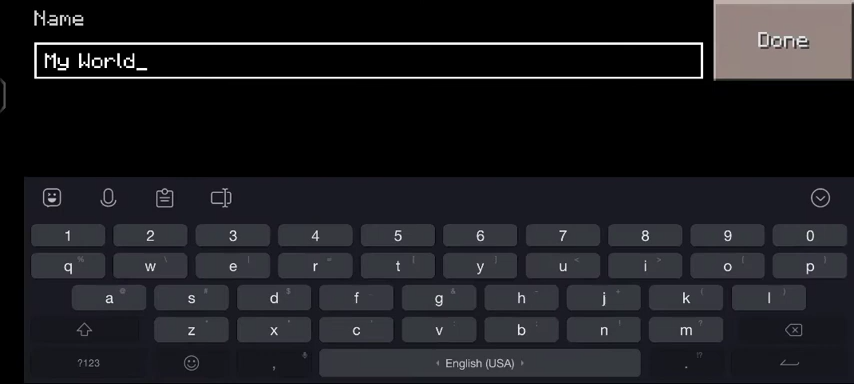 Name
My World_
Done
1 2 3 4 5 6 7 8 9 0
q w e r t y u i o p
a s d f g h j k l
z x c v b n m
?123 , English (USA) .